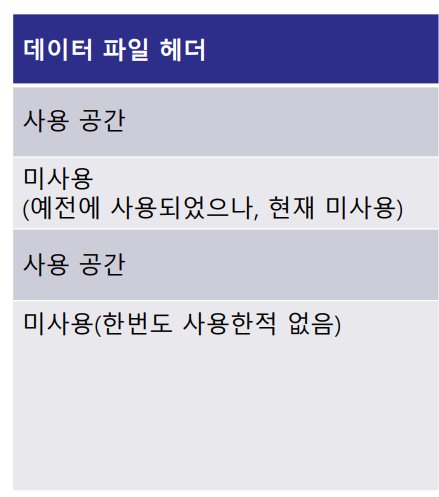 데이터 파일 헤더
사용 공간
미사용
(예전에 사용되었으나, 현재 미사용)
사용 공간
미사용(한번도 사용한적 없음)